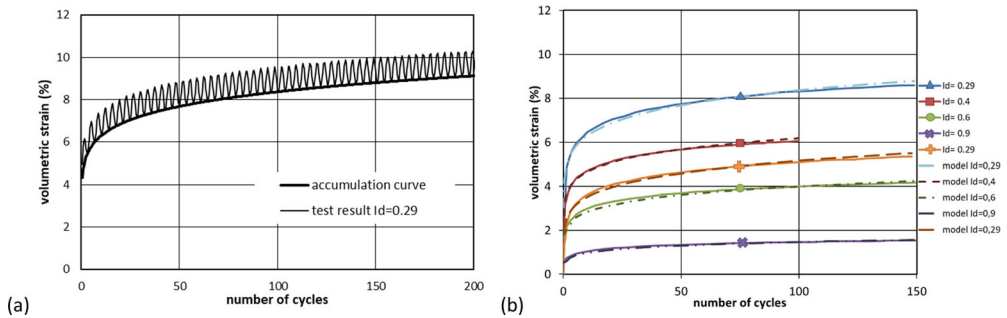 12
10
8
6
4
2
0
volumetric strain (%)
accumulation curve
test result Id=0.29
0 50 100 150 200
number of cycles
(a)
12
10
8
6
4
2
0
volumetric strain (%)
0 50 100 150
number of cycles
Id= 0.29
Id= 0.4
Id= 0.6
Id= 0.9
Id= 0.29
model Id=0,29
model Id=0,4
model Id=0,6
model Id=0,9
model Id=0,29
(b)